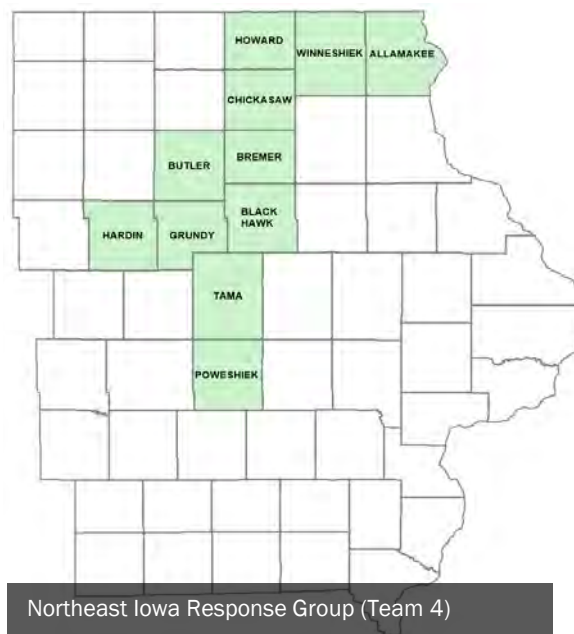 HOWARD
WINNESHIEK
ALLAMAKEE
CHICKASAW
BREMER
BUTLER
BLACK
HAWK
HARDIN
GRUNDY
TAMA
POWESHIEK
Northeast Iowa Response Group (Team 4)